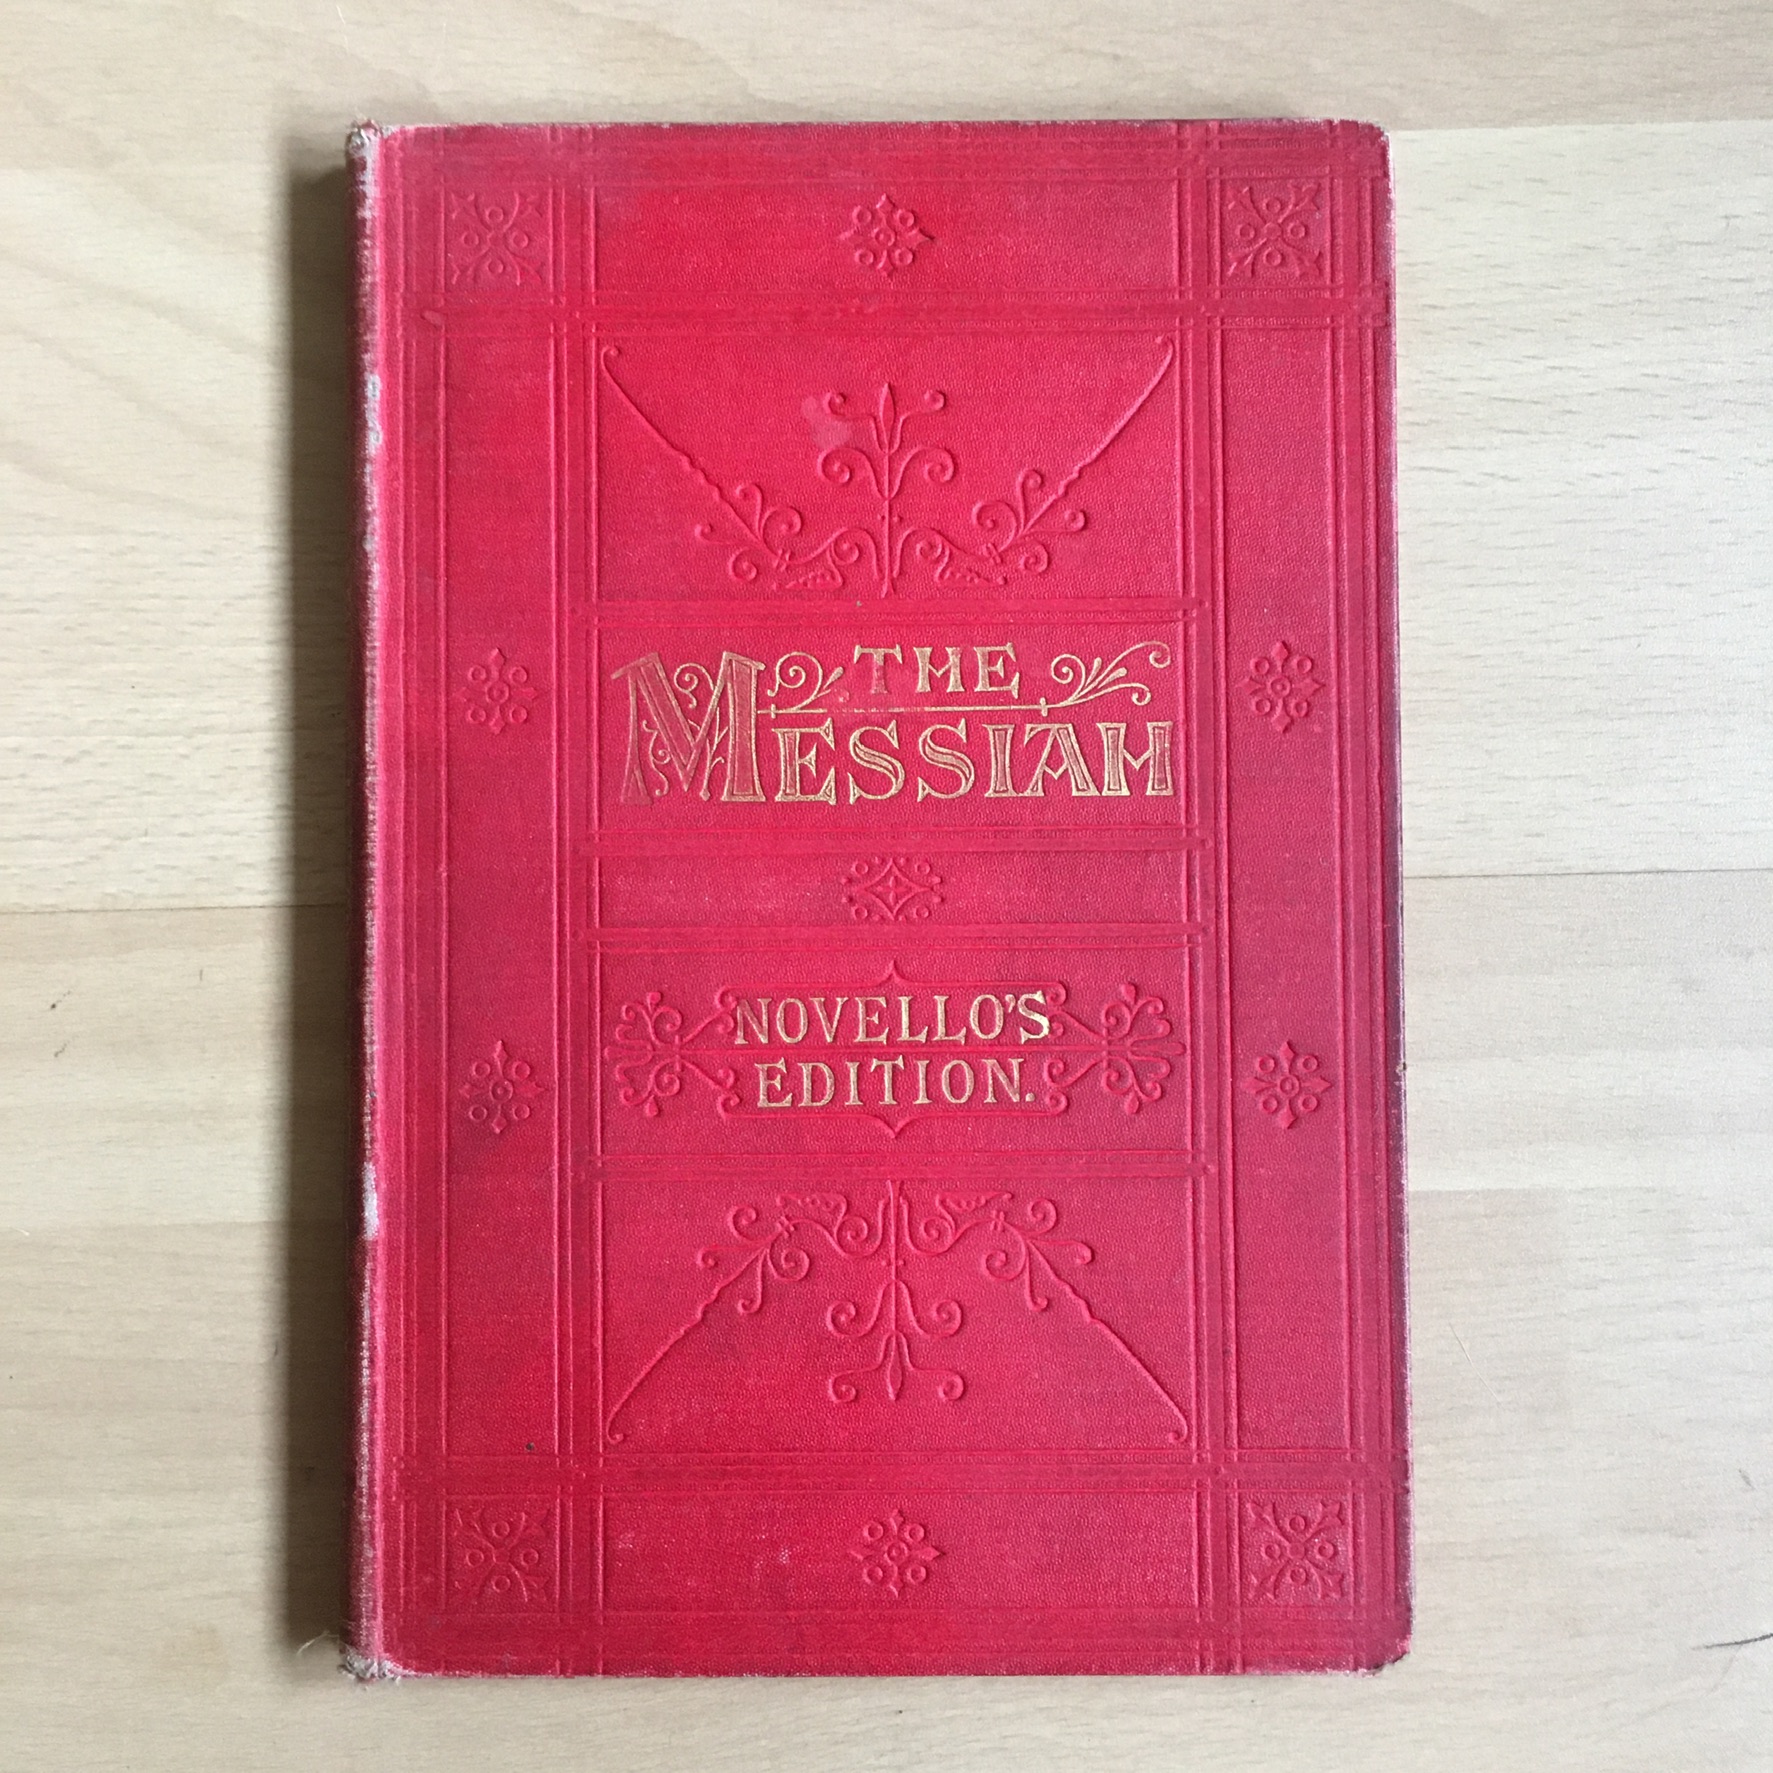 THE
MESSIAH
NOVELLO'S
EDITION.